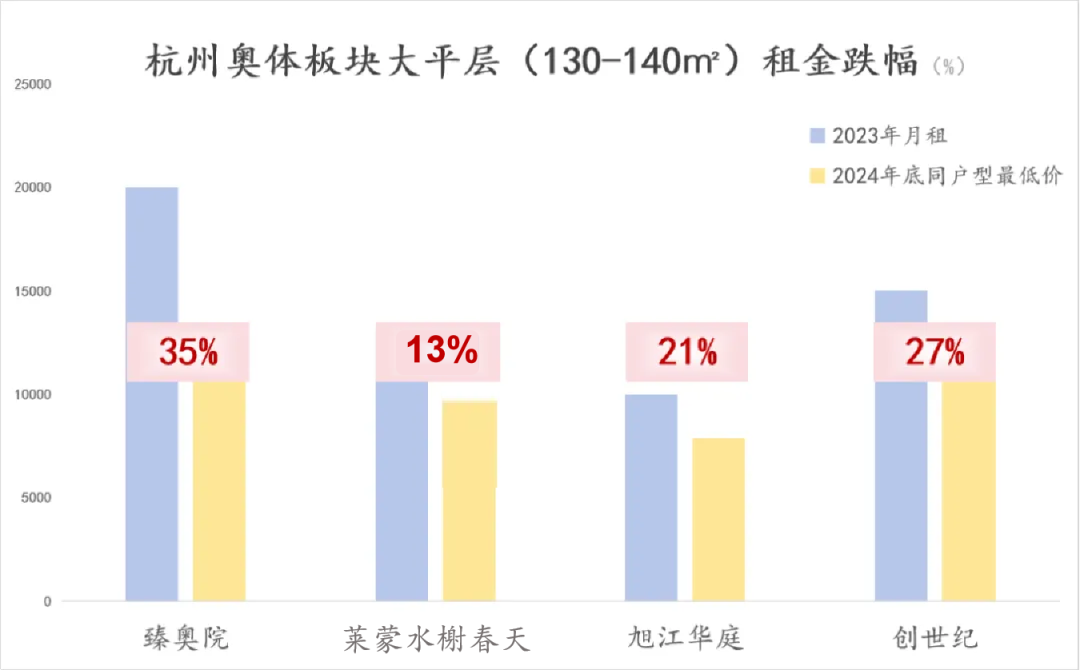 杭州奥体板块大平层（130-140㎡）租金跌幅（%）
25000
2023年月租
2024年底同户型最低价
20000
15000
35%
13%
21%
27%
10000
5000
0
臻奥院
莱蒙水榭春天
旭江华庭
创世纪